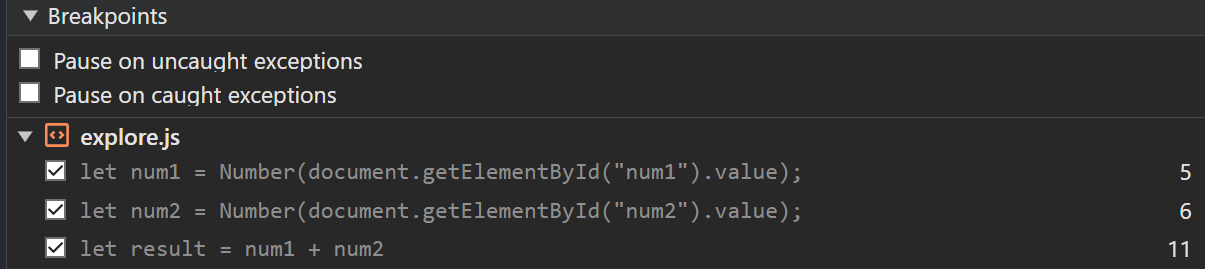 Breakpoints
Pause on uncaught exceptions
Pause on caught exceptions
explore.js
let num1 = Number(document.getElementById("num1").value); 5
let num2 = Number(document.getElementById("num2").value); 6
let result = num1 + num2 11